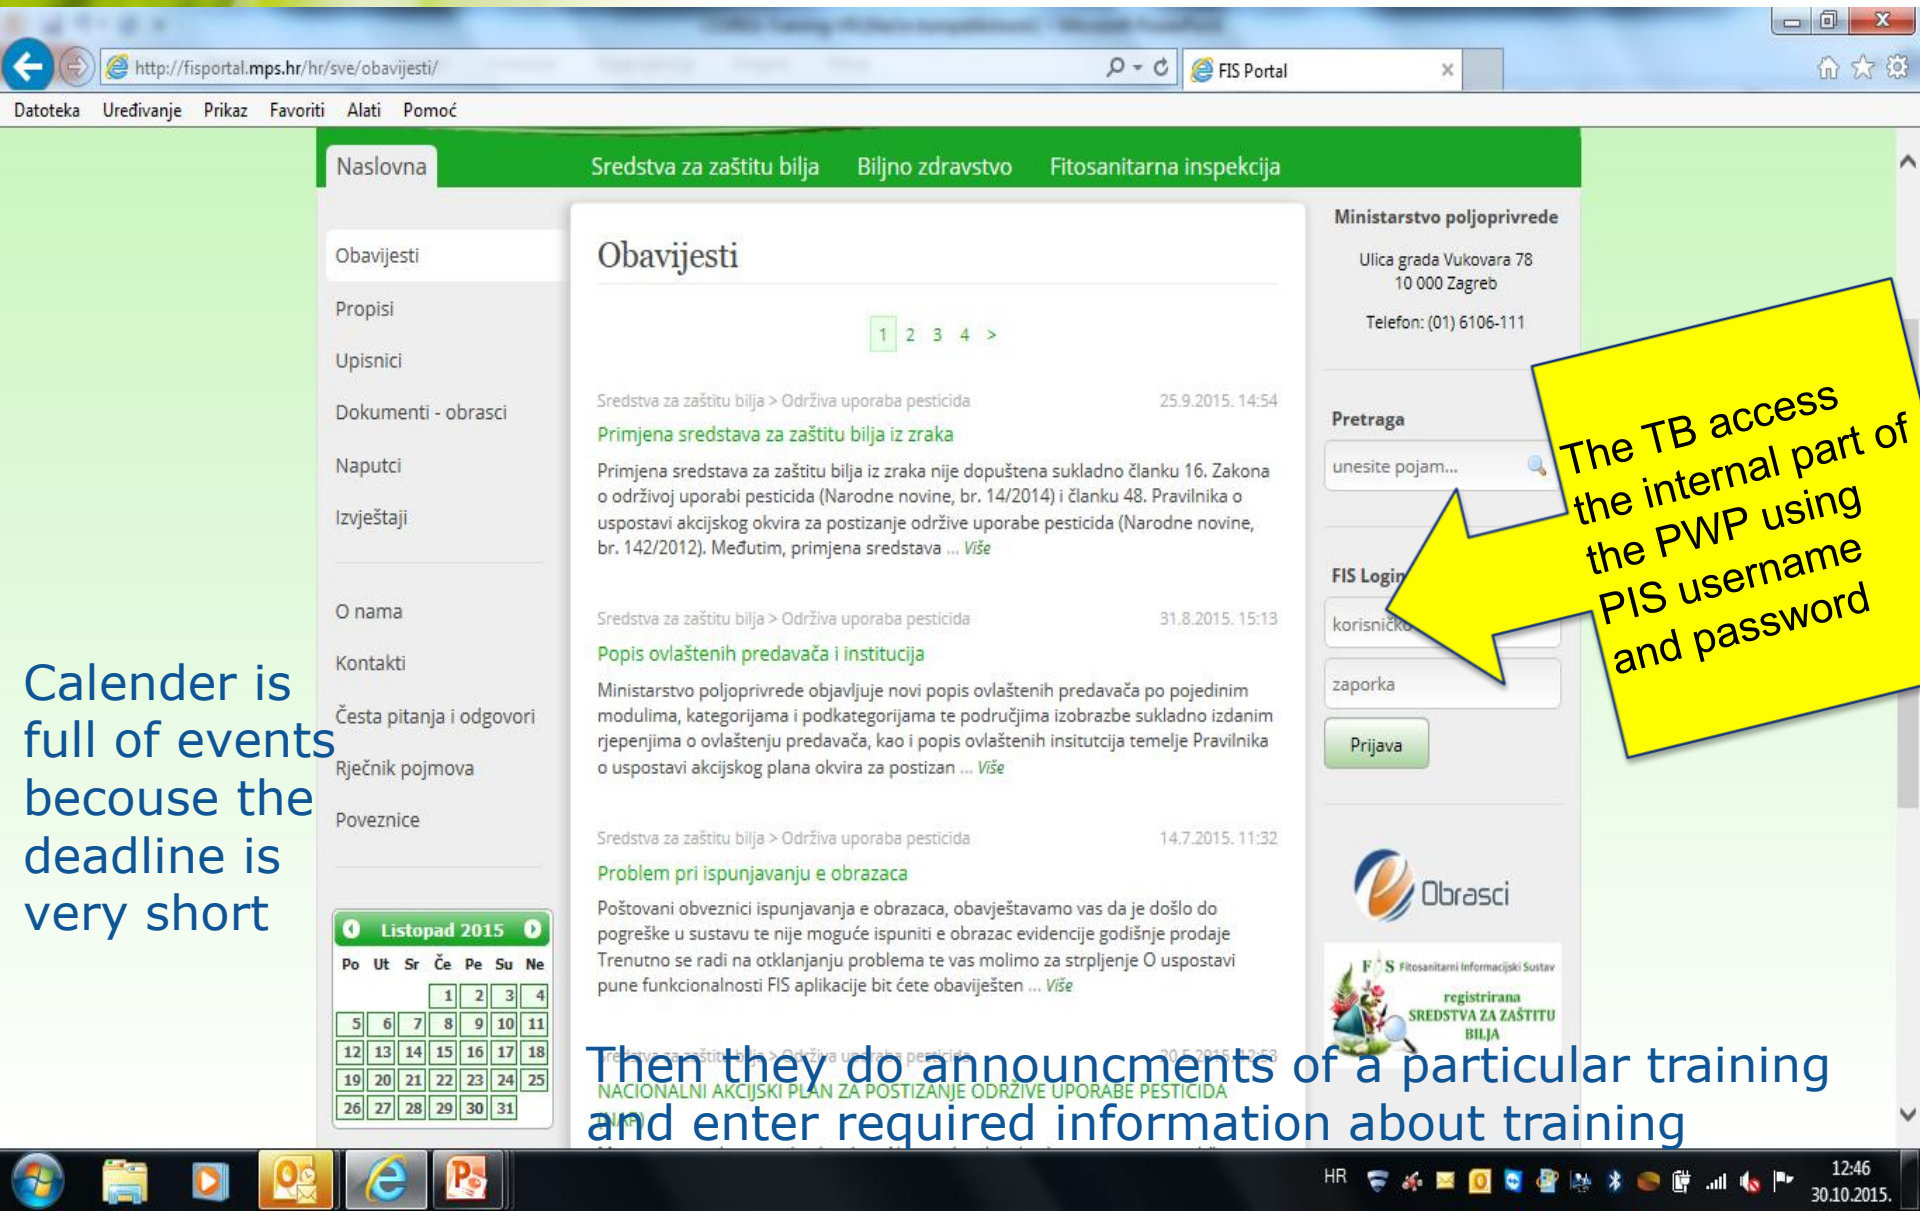 http://fisportal.mps.hr/hr/sve/obavijesti/
FIS Portal
Datoteka Uređivanje Prikaz Favoriti Alati Pomoć
Naslovna
Sredstva za zaštitu bilja Biljno zdravstvo Fitosanitarna inspekcija
Obavijesti
Propisi
Upisnici
Dokumenti - obrasci
Naputci
Izvještaji
O nama
Kontakti
Česta pitanja i odgovori
Rječnik pojmova
Poveznice
Calender is
full of events
becouse the
deadline is
very short
Listopad 2015
Po Ut Sr Če Pe Su Ne
1 2 3 4
5 6 7 8 9 10 11
12 13 14 15 16 17 18
19 20 21 22 23 24 25
26 27 28 29 30 31
Obavijesti
1 2 3 4 >
Sredstva za zaštitu bilja > Održiva uporaba pesticida 25.9.2015. 14:54
Primjena sredstava za zaštitu bilja iz zraka
Primjena sredstava za zaštitu bilja iz zraka nije dopuštena sukladno članku 16. Zakona
o održivoj uporabi pesticida (Narodne novine, br. 14/2014) i članku 48. Pravilnika o
uspostavi akcijskog okvira za postizanje održive uporabe pesticida (Narodne novine,
br. 142/2012). Međutim, primjena sredstava ... Više
Sredstva za zaštitu bilja > Održiva uporaba pesticida 31.8.2015. 15:13
Popis ovlaštenih predavača i institucija
Ministarstvo poljoprivrede objavljuje novi popis ovlaštenih predavača po pojedinim
modulima, kategorijama i podkategorijama te područjima izobrazbe sukladno izdanim
rjepenjima o ovlaštenju predavača, kao i popis ovlaštenih insitutcija temelje Pravilnika
o uspostavi akcijskog plana okvira za postizan ... Više
Sredstva za zaštitu bilja > Održiva uporaba pesticida 14.7.2015. 11:32
Problem pri ispunjavanju e obrazaca
Poštovani obveznici ispunjavanja e obrazaca, obavještavamo vas da je došlo do
pogreške u sustavu te nije moguće ispuniti e obrazac evidencije godišnje prodaje
Trenutno se radi na otklanjanju problema te vas molimo za strpljenje O uspostavi
pune funkcionalnosti FIS aplikacije bit ćete obaviješten ... Više
Sredstva za zaštitu bilja > Održiva uporaba pesticida 20.5.2015. 12:53
NACIONALNI AKCIJSKI PLAN ZA POSTIZANJE ODRŽIVE UPORABE PESTICIDA
(NAP)
Then they do announcments of a particular training
and enter required information about training
Ministarstvo poljoprivrede
Ulica grada Vukovara 78
10 000 Zagreb
Telefon: (01) 6106-111
Pretraga
unesite pojam...
FIS Login
zaporka
Prijava
The TB access
the internal part of
the PWP using
PIS username
and password
Obrasci
FIS Fitosanitarni Informacijski Sustav
registrirana
SREDSTVA ZA ZAŠTITU
BILJA
HR
12:46
30.10.2015.